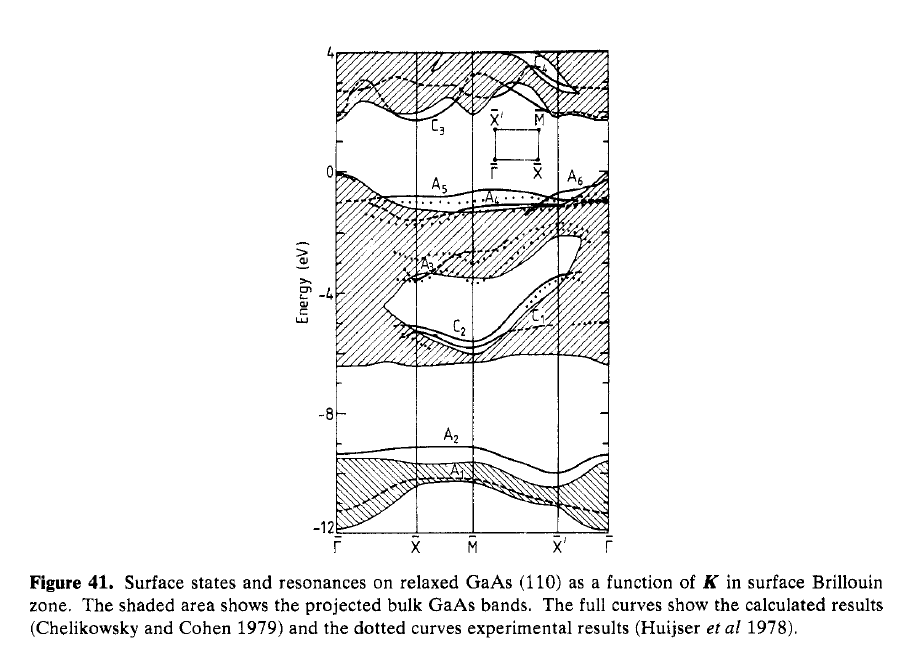 4
C₄
C₃
X̄′ M̄
Γ̄ X̄
0
A₅
A₆
A₄
Energy (eV)
A₃
-4
C₂
C₁
-8
A₂
A₁
-12
Γ̄ X̄ M̄ X̄′ Γ̄
Figure 41. Surface states and resonances on relaxed GaAs (110) as a function of K in surface Brillouin
zone. The shaded area shows the projected bulk GaAs bands. The full curves show the calculated results
(Chelikowsky and Cohen 1979) and the dotted curves experimental results (Huijser et al 1978).